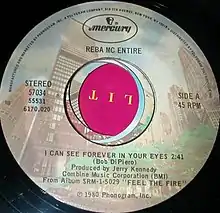 mercury
REBA MC ENTIRE
STEREO
57034
55531
6170.020
SIDE A
45 RPM
LIT
I CAN SEE FOREVER IN YOUR EYES 2:41
(Bob DiPiero)
Produced by Jerry Kennedy
Combine Music Corporation (BMI)
From Album SRM-1-5029 "FEEL THE FIRE"
℗ 1980 Phonogram, Inc.